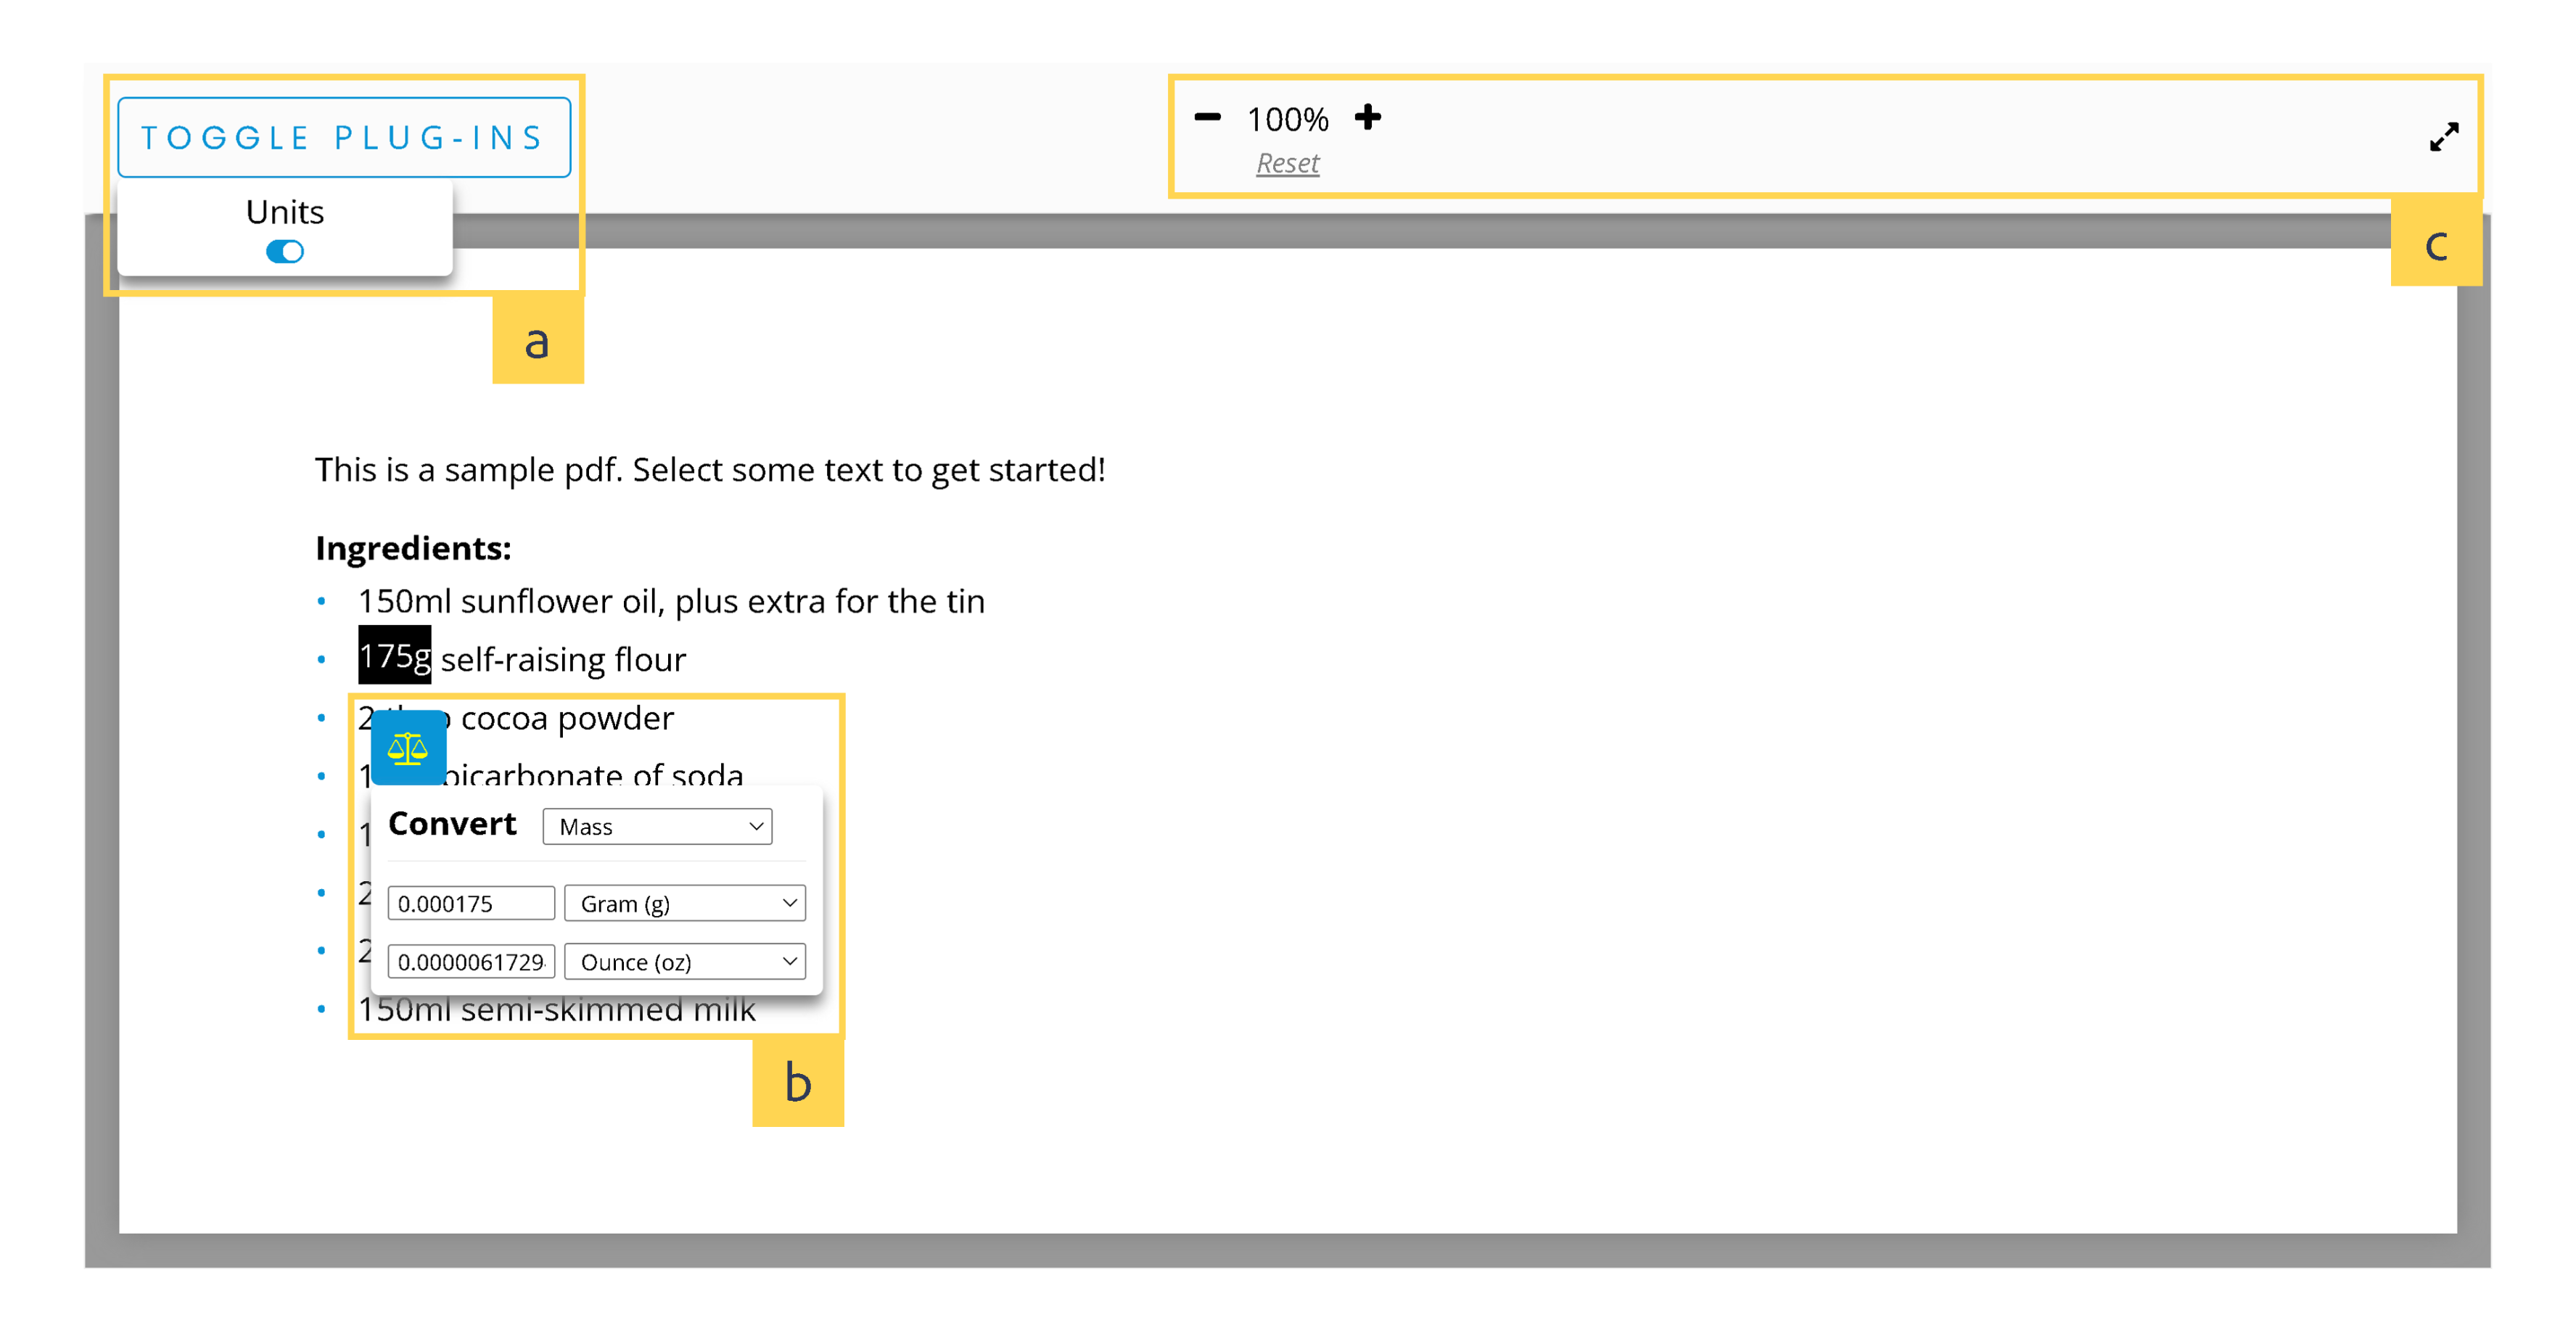 TOGGLE PLUG-INS
Units
a
100%
Reset
c
This is a sample pdf. Select some text to get started!
Ingredients:
• 150ml sunflower oil, plus extra for the tin
• 175g self-raising flour
• 2 cocoa powder
• 1 bicarbonate of soda
• 1
• 2
• 2
Convert Mass
0.000175 Gram (g)
0.0000061729 Ounce (oz)
• 150ml semi-skimmed milk
b